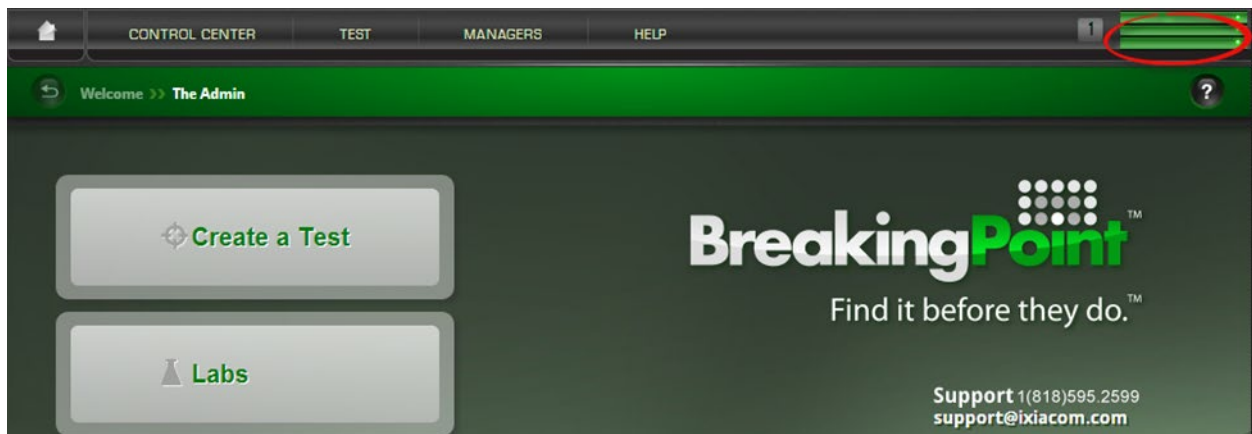 CONTROL CENTER TEST MANAGERS HELP 1
Welcome >> The Admin ?
Create a Test
BreakingPoint™
Find it before they do.™
Labs
Support 1(818)595.2599
support@ixiacom.com